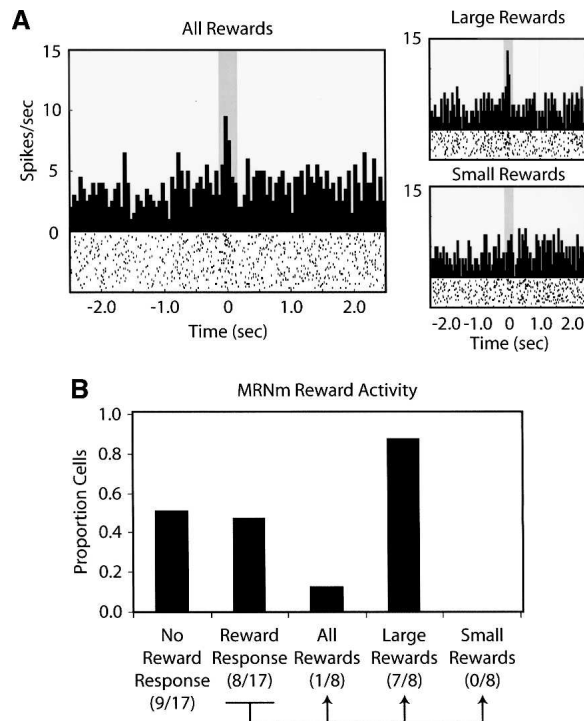 A
All Rewards
15
10
5
0
Spikes/sec
-2.0 -1.0 0 1.0 2.0
Time (sec)
Large Rewards
15
Small Rewards
15
-2.0 -1.0 0 1.0 2.0
Time (sec)
B
MRNm Reward Activity
1.0
0.8
0.6
0.4
0.2
0.0
Proportion Cells
No Reward Response (9/17)
Reward Response (8/17)
All Rewards (1/8)
Large Rewards (7/8)
Small Rewards (0/8)